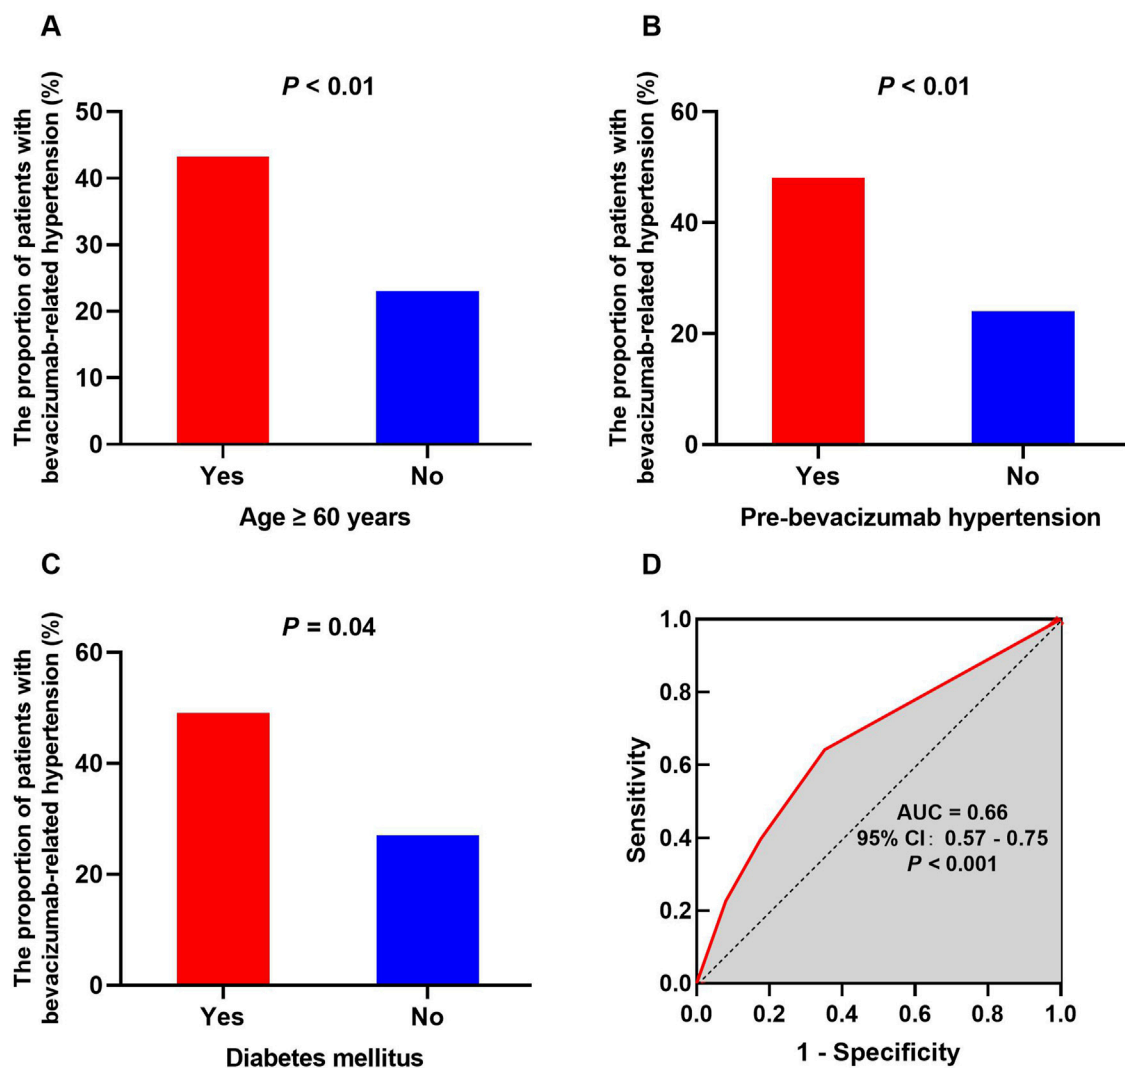 A
P < 0.01
The proportion of patients with
bevacizumab-related hypertension (%)
50
40
30
20
10
0
Yes
No
Age ≥ 60 years
B
P < 0.01
The proportion of patients with
bevacizumab-related hypertension (%)
60
40
20
0
Yes
No
Pre-bevacizumab hypertension
C
P = 0.04
The proportion of patients with
bevacizumab-related hypertension (%)
60
40
20
0
Yes
No
Diabetes mellitus
D
Sensitivity
1.0
0.8
0.6
0.4
0.2
0.0
AUC = 0.66
95% CI: 0.57 - 0.75
P < 0.001
0.0 0.2 0.4 0.6 0.8 1.0
1 - Specificity